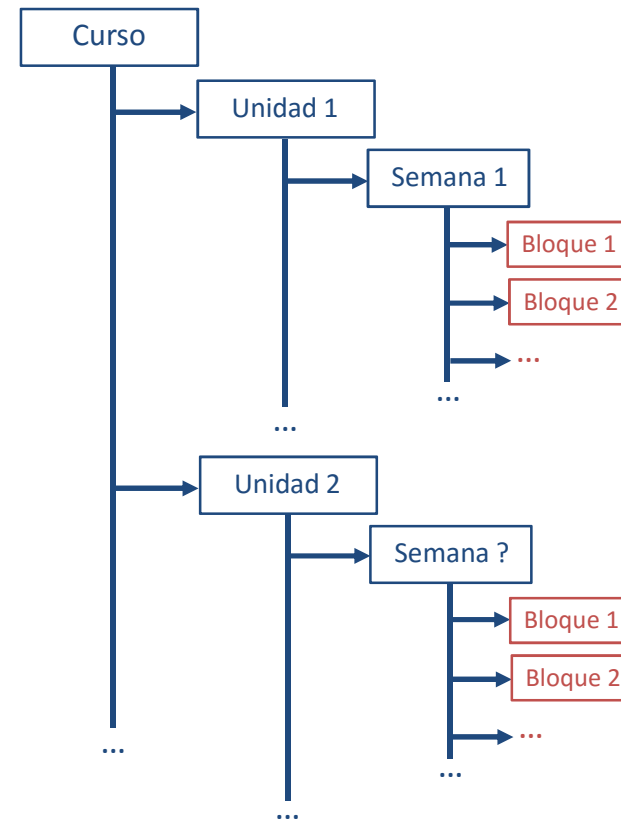 Curso
Unidad 1
Semana 1
Bloque 1
Bloque 2
...
...
...
Unidad 2
Semana ?
Bloque 1
Bloque 2
...
...
...
...